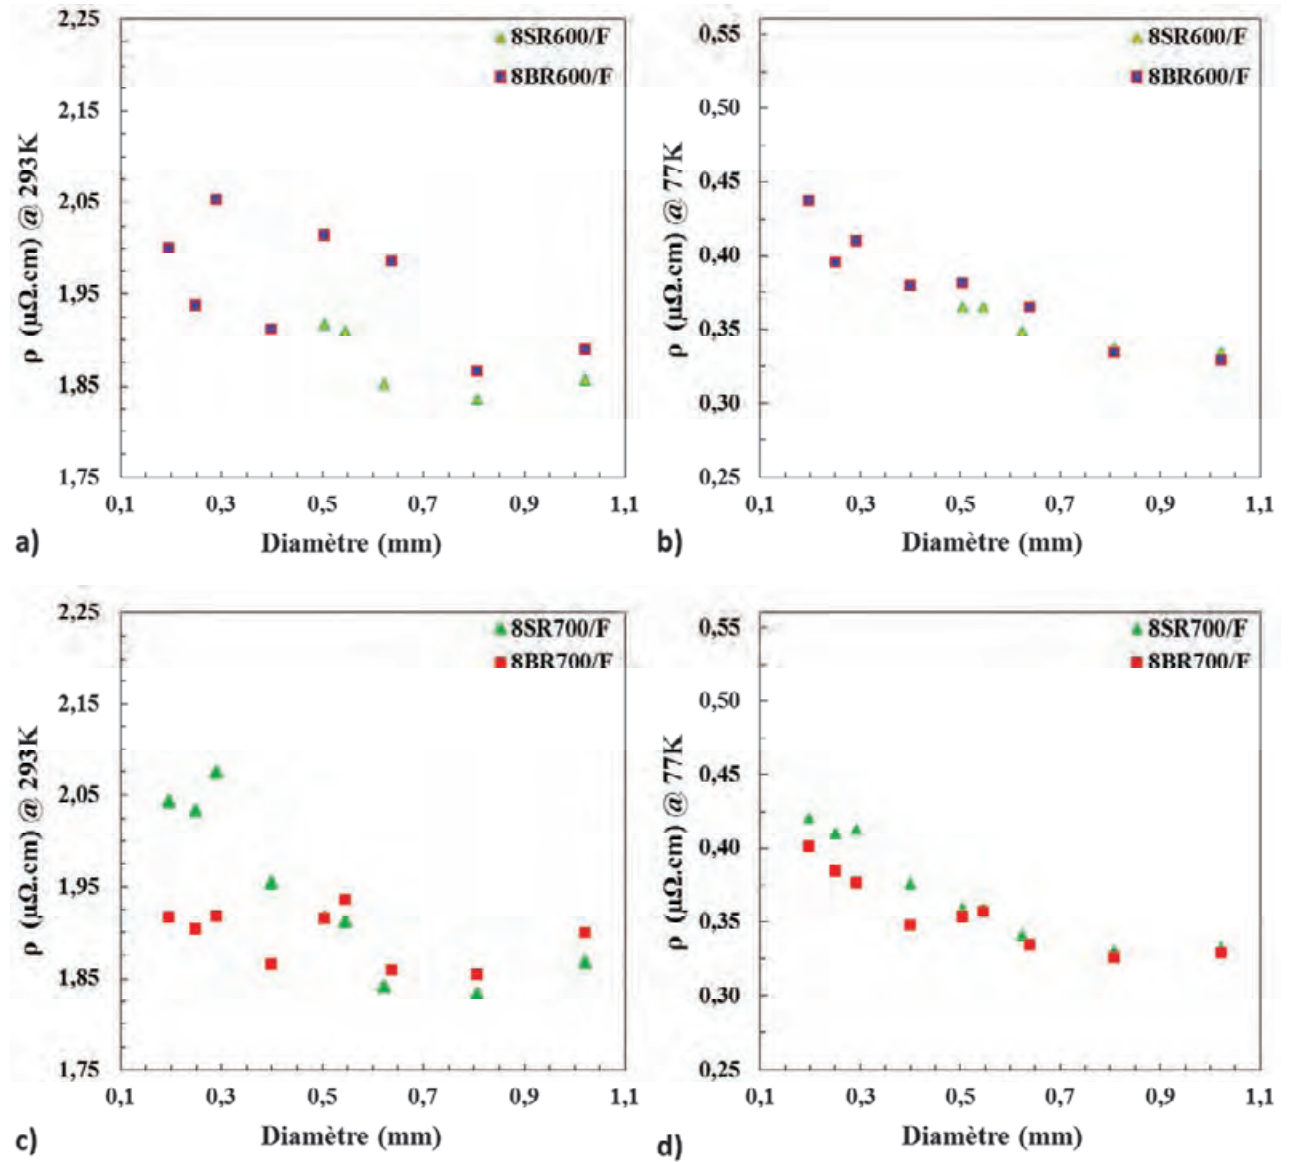 2,25
2,15
2,05
1,95
1,85
1,75
ρ (μΩ.cm) @ 293K
8SR600/F
8BR600/F
0,1 0,3 0,5 0,7 0,9 1,1
Diamètre (mm)
a)
0,55
0,50
0,45
0,40
0,35
0,30
0,25
ρ (μΩ.cm) @ 77K
8SR600/F
8BR600/F
0,1 0,3 0,5 0,7 0,9 1,1
Diamètre (mm)
b)
2,25
2,15
2,05
1,95
1,85
1,75
ρ (μΩ.cm) @ 293K
8SR700/F
8BR700/F
0,1 0,3 0,5 0,7 0,9 1,1
Diamètre (mm)
c)
0,55
0,50
0,45
0,40
0,35
0,30
0,25
ρ (μΩ.cm) @ 77K
8SR700/F
8BR700/F
0,1 0,3 0,5 0,7 0,9 1,1
Diamètre (mm)
d)